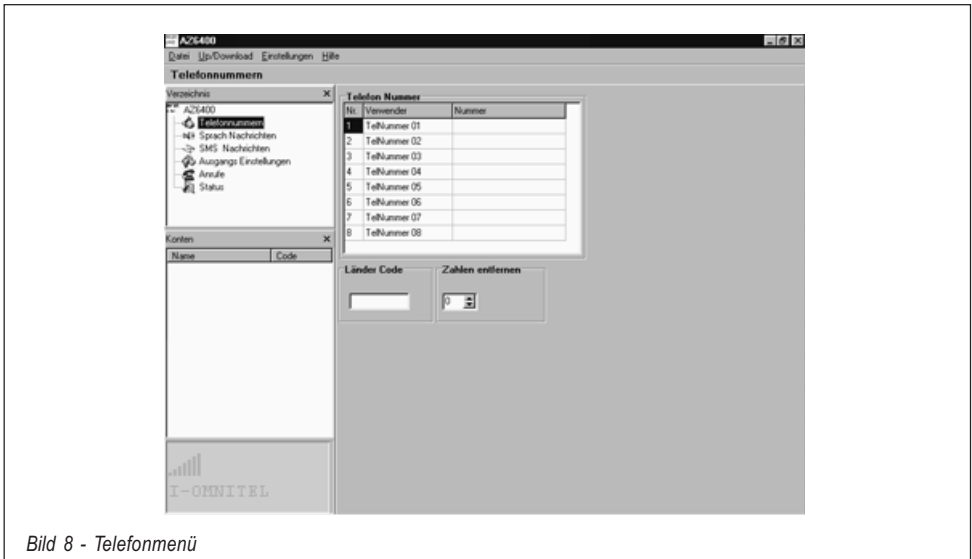 AZ6400
Datei Up/Download Einstellungen Hilfe
Telefonnummern
Verzeichnis
AZ6400
Telefonnummern
Sprach Nachrichten
SMS Nachrichten
Ausgangs Einstellungen
Anrufe
Status
Konten
Name Code
I-OMNITEL
Telefon Nummer
Nr. Verwender Nummer
1 TelNummer 01
2 TelNummer 02
3 TelNummer 03
4 TelNummer 04
5 TelNummer 05
6 TelNummer 06
7 TelNummer 07
8 TelNummer 08
Länder Code Zahlen entfernen
0
Bild 8 - Telefonmenü